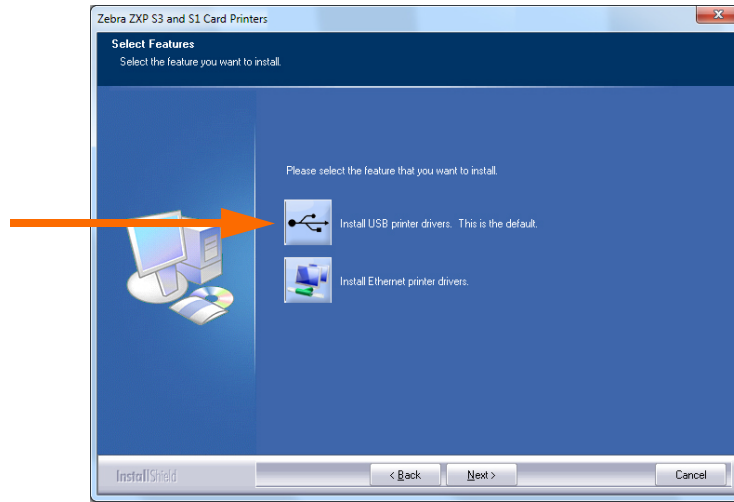 Zebra ZXP S3 and S1 Card Printers
Select Features
Select the feature you want to install.
Please select the feature that you want to install.
Install USB printer drivers.  This is the default.
Install Ethernet printer drivers.
InstallShield
< Back
Next >
Cancel